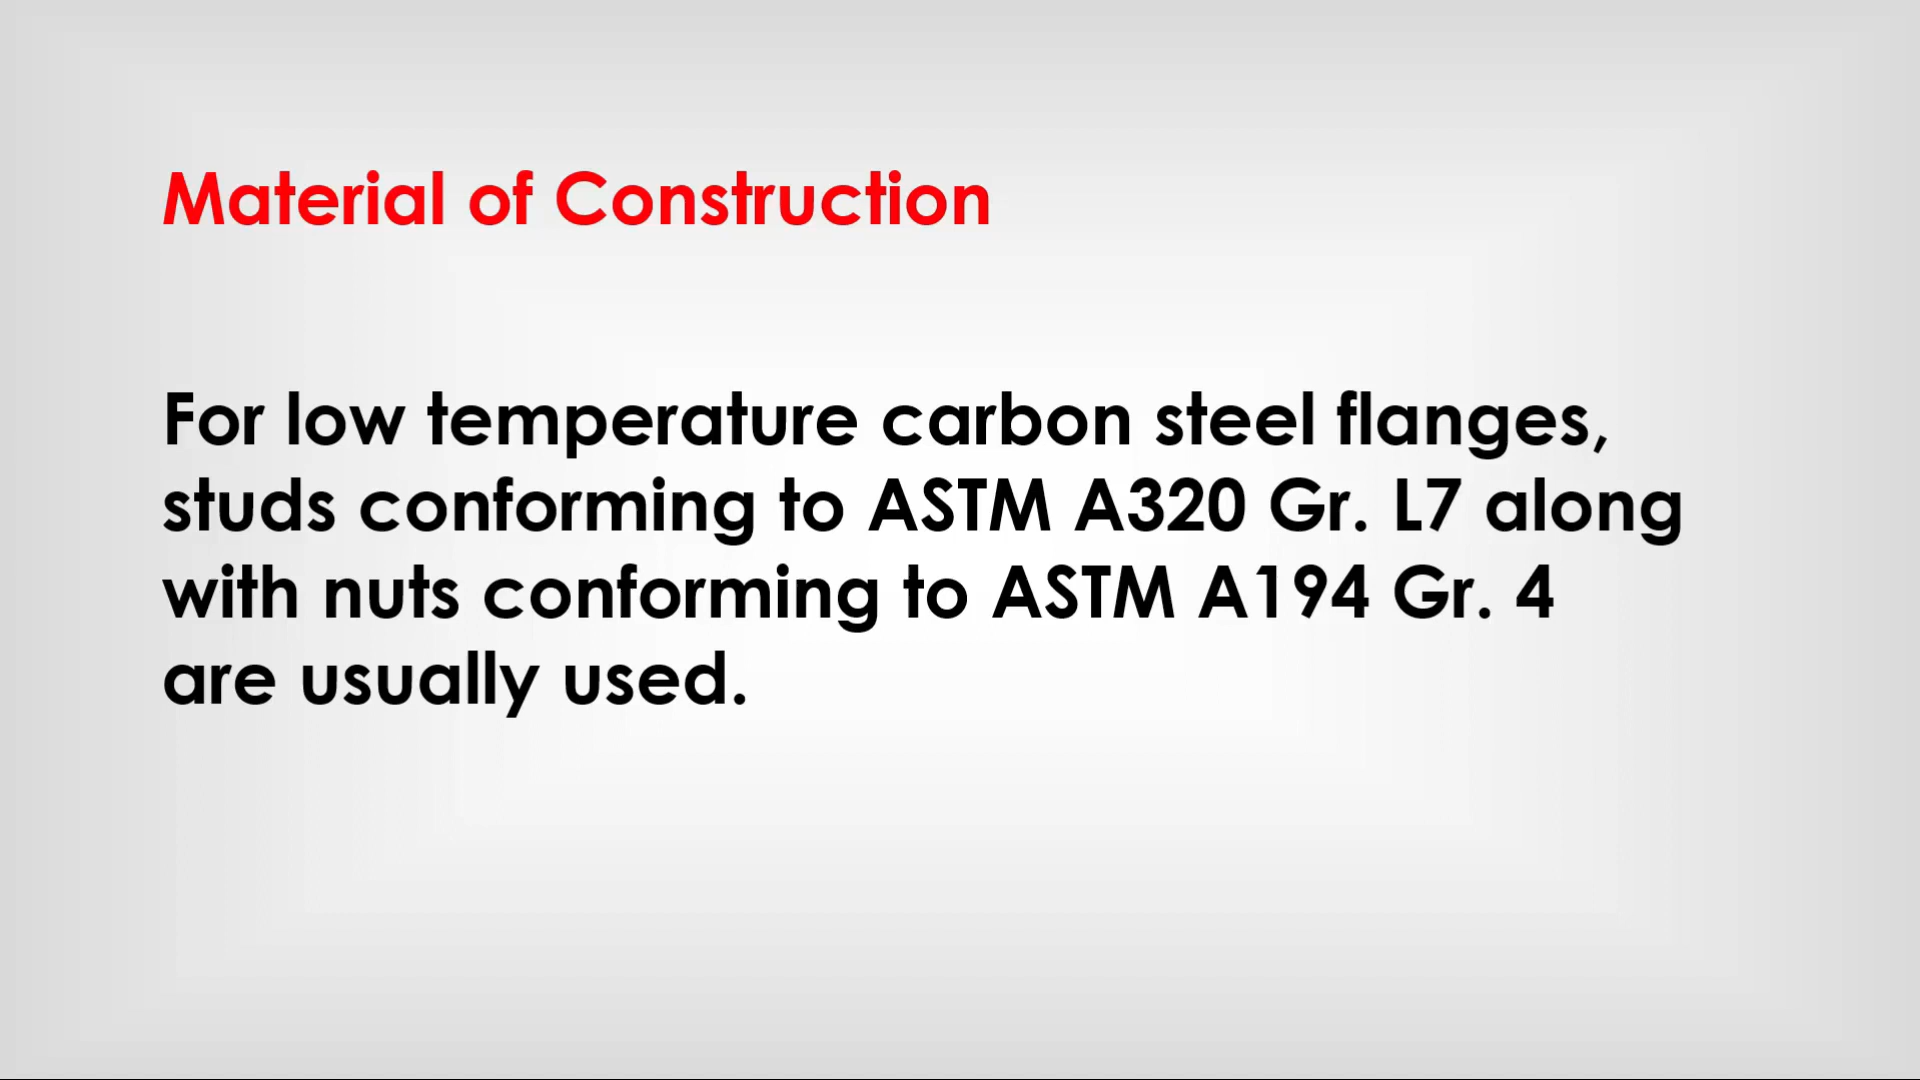 Material of Construction
For low temperature carbon steel flanges,
studs conforming to ASTM A320 Gr. L7 along
with nuts conforming to ASTM A194 Gr. 4
are usually used.